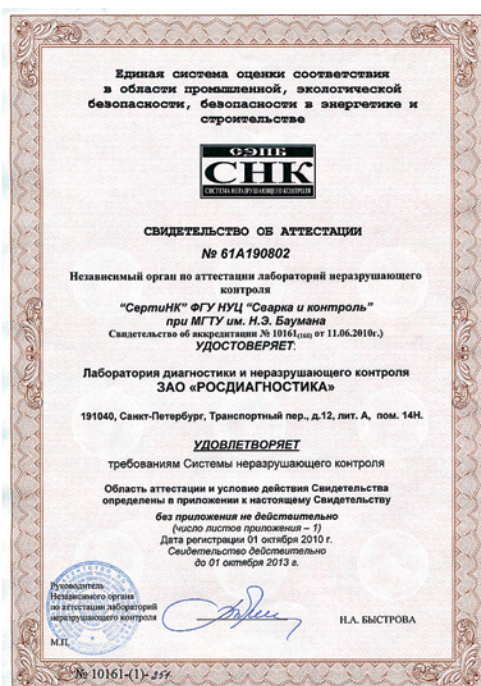 Единая система оценки соответствия
в области промышленной, экологической
безопасности, безопасности в энергетике и
строительстве
СЭПБ
СНК
СИСТЕМА НЕРАЗРУШАЮЩЕГО КОНТРОЛЯ
СВИДЕТЕЛЬСТВО ОБ АТТЕСТАЦИИ
№ 61А190802
Независимый орган по аттестации лабораторий неразрушающего
контроля
"СертиНК" ФГУ НУЦ "Сварка и контроль"
при МГТУ им. Н.Э. Баумана
Свидетельство об аккредитации № 10161(166) от 11.06.2010г.)
УДОСТОВЕРЯЕТ:
Лаборатория диагностики и неразрушающего контроля
ЗАО «РОСДИАГНОСТИКА»
191040, Санкт-Петербург, Транспортный пер., д.12, лит. А, пом. 14Н.
УДОВЛЕТВОРЯЕТ
требованиям Системы неразрушающего контроля
Область аттестации и условие действия Свидетельства
определены в приложении к настоящему Свидетельству
без приложения не действительно
(число листов приложения – 1)
Дата регистрации 01 октября 2010 г.
Свидетельство действительно
до 01 октября 2013 г.
Руководитель
Независимого органа
по аттестации лабораторий
неразрушающего контроля
Н.А. БЫСТРОВА
М.П.
№ 10161-(1)-